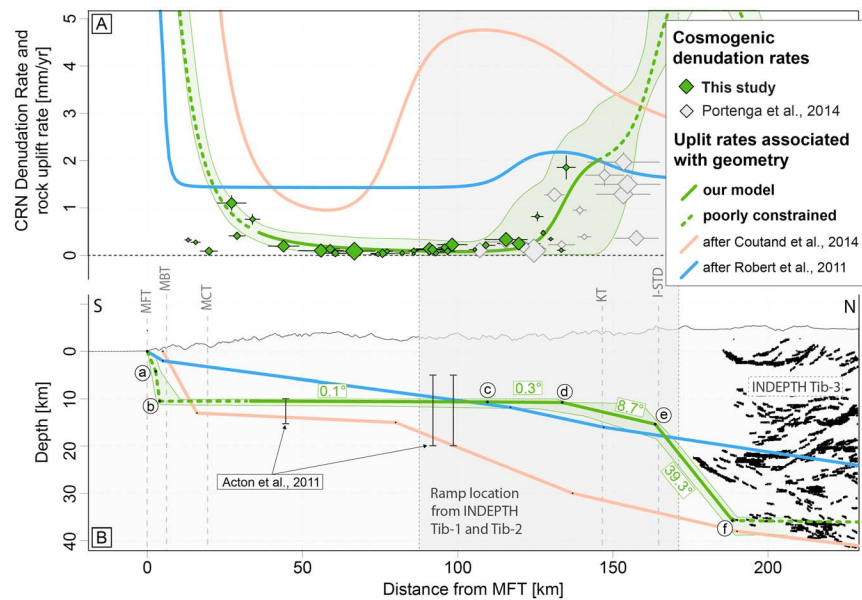 A
CRN Denudation Rate and
rock uplift rate [mm/yr]
5
4
3
2
1
0
Cosmogenic
denudation rates
This study
Portenga et al., 2014
Uplit rates associated
with geometry
our model
poorly constrained
after Coutand et al., 2014
after Robert et al., 2011
S
MFT
MBT
MCT
KT
I-STD
N
Depth [km]
0
10
20
30
40
a
b
0.1°
c
0.3°
d
8.7°
e
39.3°
f
INDEPTH Tib-3
Acton et al., 2011
Ramp location
from INDEPTH
Tib-1 and Tib-2
B
0
50
100
150
200
Distance from MFT [km]